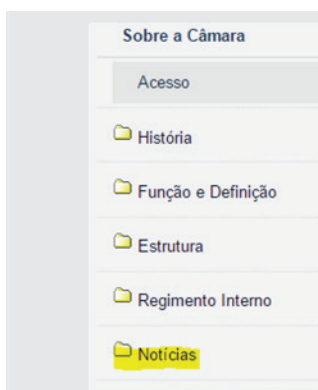 Sobre a Câmara
Acesso
História
Função e Definição
Estrutura
Regimento Interno
Notícias